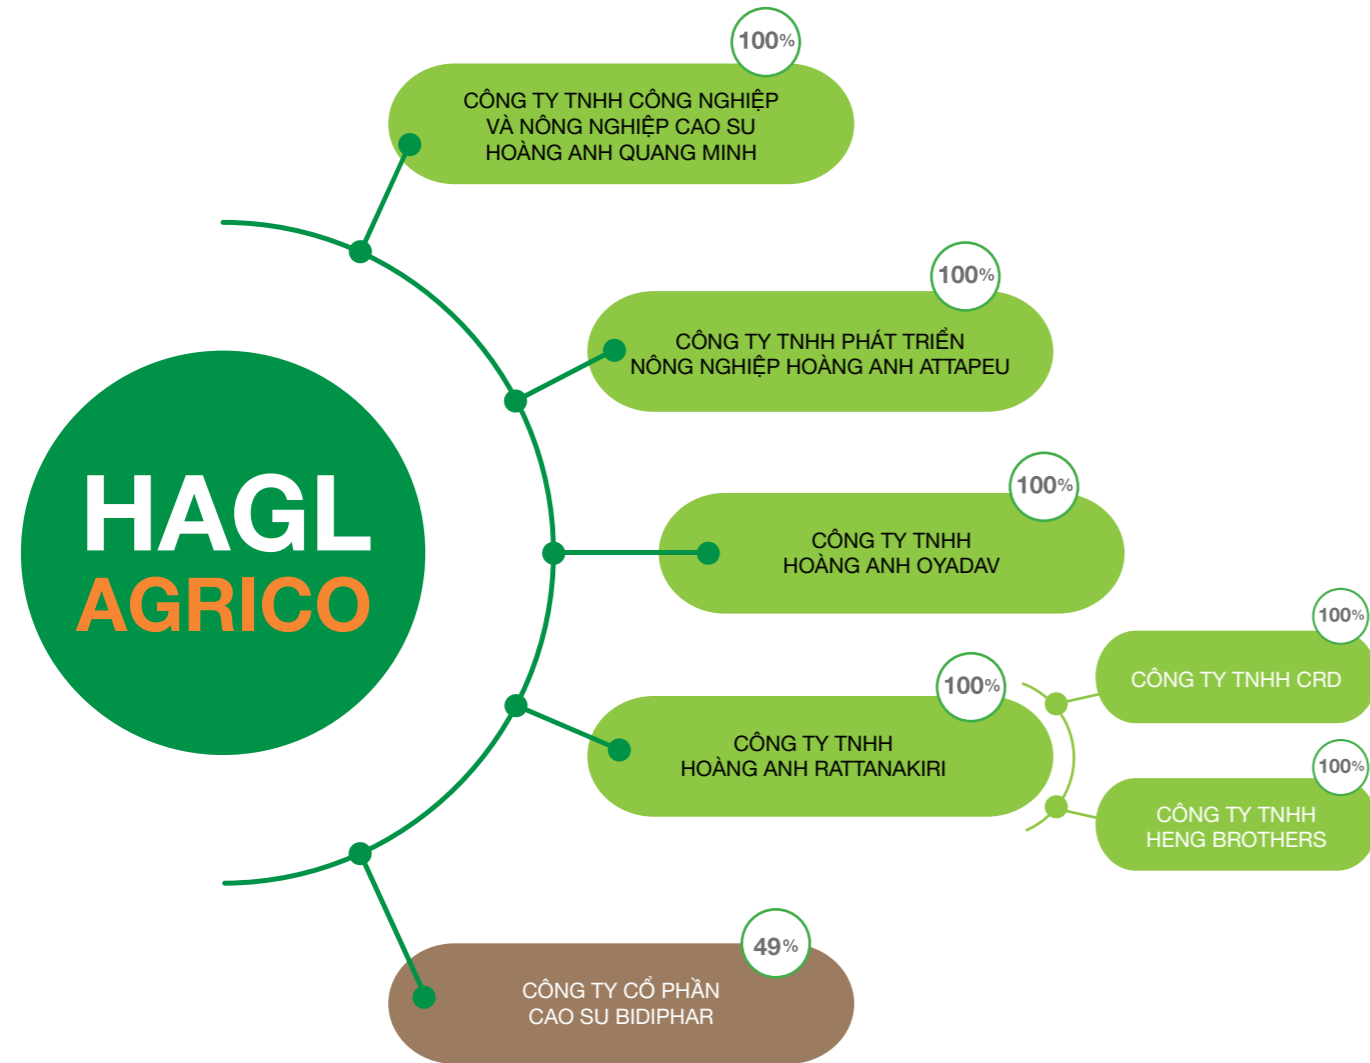 100%
CÔNG TY TNHH CÔNG NGHIỆP
VÀ NÔNG NGHIỆP CAO SU
HOÀNG ANH QUANG MINH
100%
CÔNG TY TNHH PHÁT TRIỂN
NÔNG NGHIỆP HOÀNG ANH ATTAPEU
HAGL
AGRICO
100%
CÔNG TY TNHH
HOÀNG ANH OYADAV
100%
CÔNG TY TNHH
HOÀNG ANH RATTANAKIRI
100%
CÔNG TY TNHH CRD
100%
CÔNG TY TNHH
HENG BROTHERS
49%
CÔNG TY CỔ PHẦN
CAO SU BIDIPHAR